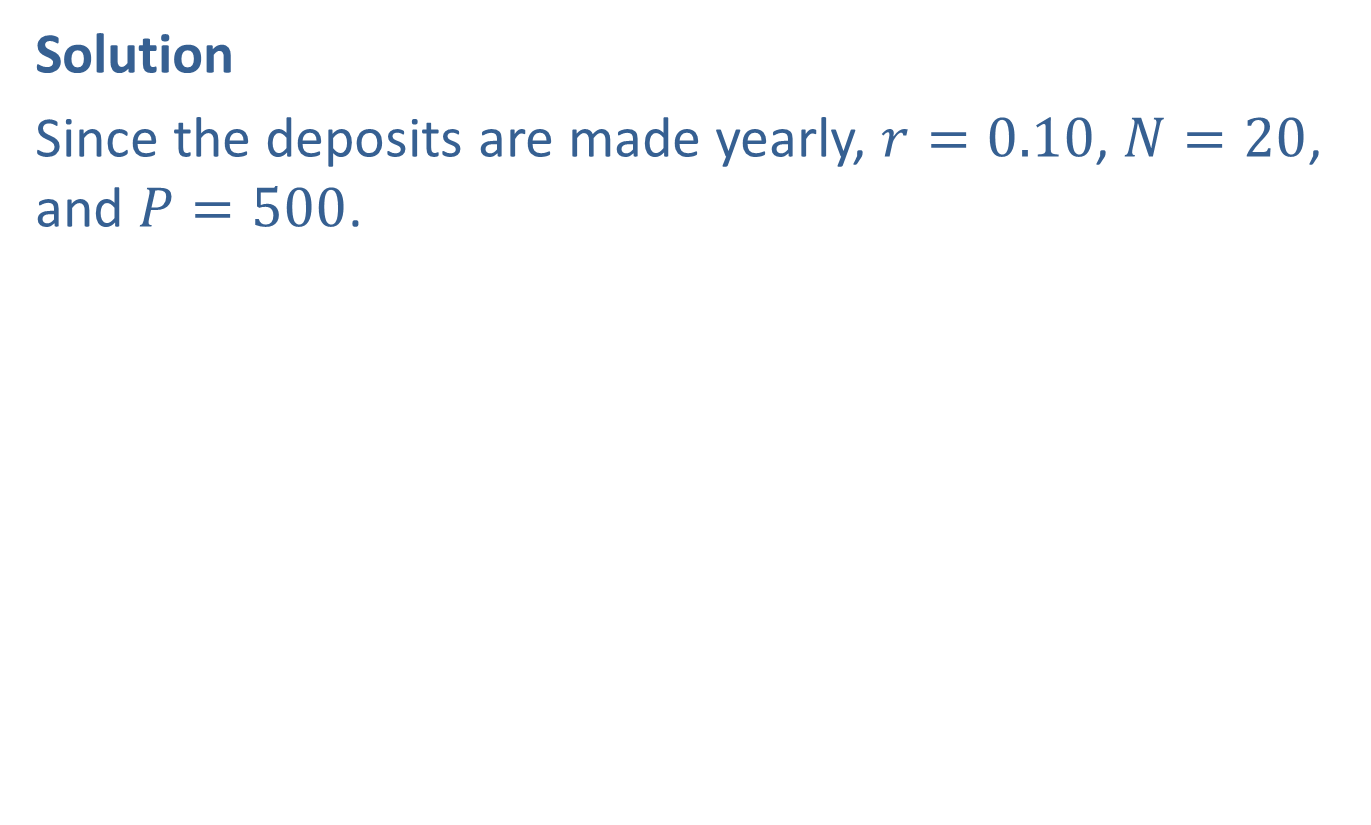 Solution
Since the deposits are made yearly, r = 0.10, N = 20,
and P = 500.